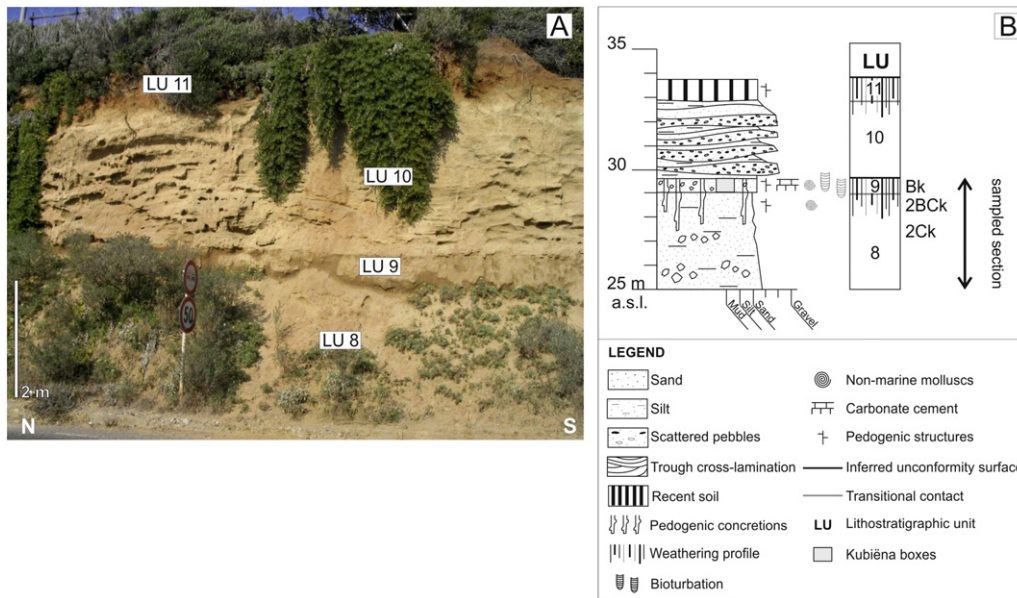 A
LU 11
LU 10
LU 9
LU 8
50
2 m
N
S
B
35
30
25 m
a.s.l.
Mud
Silt
Sand
Gravel
LU
11
10
9
8
Bk
2BCk
2Ck
sampled section
LEGEND
Sand
Silt
Scattered pebbles
Trough cross-lamination
Recent soil
Pedogenic concretions
Weathering profile
Bioturbation
Non-marine molluscs
Carbonate cement
Pedogenic structures
Inferred unconformity surface
Transitional contact
LU Lithostratigraphic unit
Kubiëna boxes